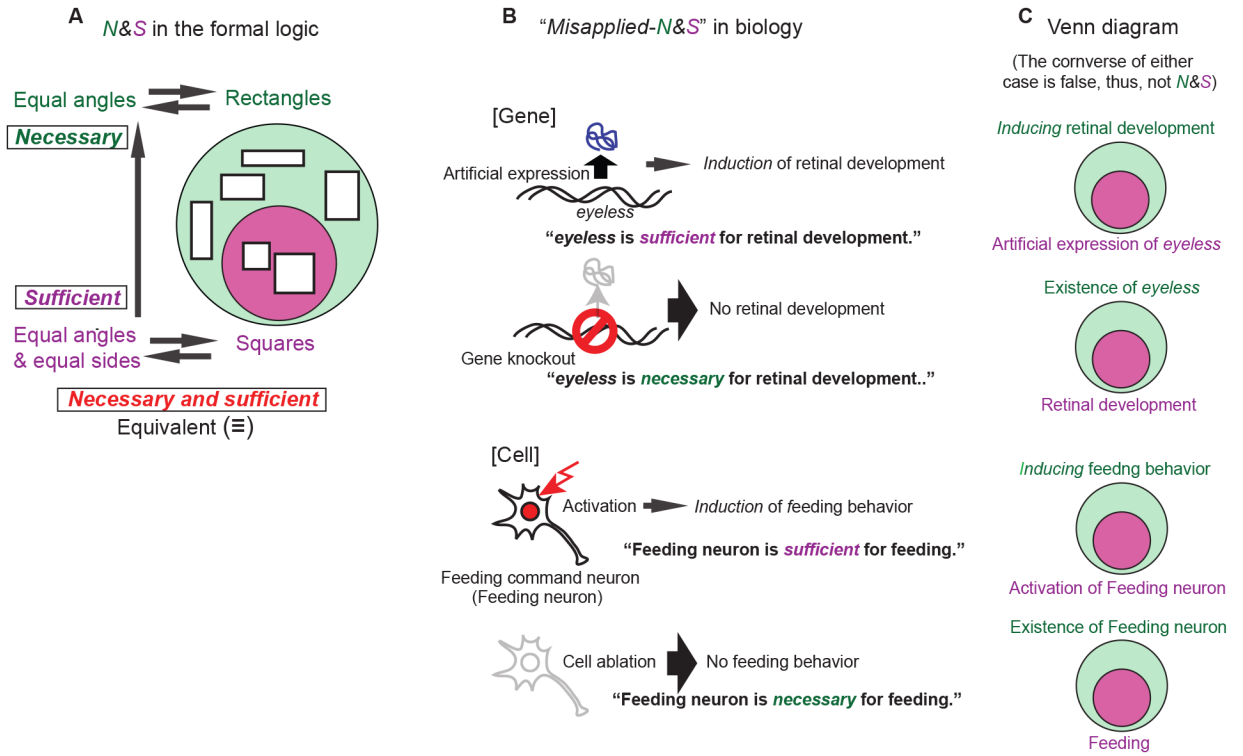 A
N&S in the formal logic
Equal angles
Rectangles
Necessary
Sufficient
Equal angles
& equal sides
Squares
Necessary and sufficient
Equivalent (≡)
B
“Misapplied-N&S” in biology
[Gene]
Artificial expression
Induction of retinal development
eyeless
“eyeless is sufficient for retinal development.”
No retinal development
Gene knockout
“eyeless is necessary for retinal development..”
[Cell]
Activation
Induction of feeding behavior
“Feeding neuron is sufficient for feeding.”
Feeding command neuron
(Feeding neuron)
Cell ablation
No feeding behavior
“Feeding neuron is necessary for feeding.”
C
Venn diagram
(The cornverse of either
case is false, thus, not N&S)
Inducing retinal development
Artificial expression of eyeless
Existence of eyeless
Retinal development
Inducing feedng behavior
Activation of Feeding neuron
Existence of Feeding neuron
Feeding